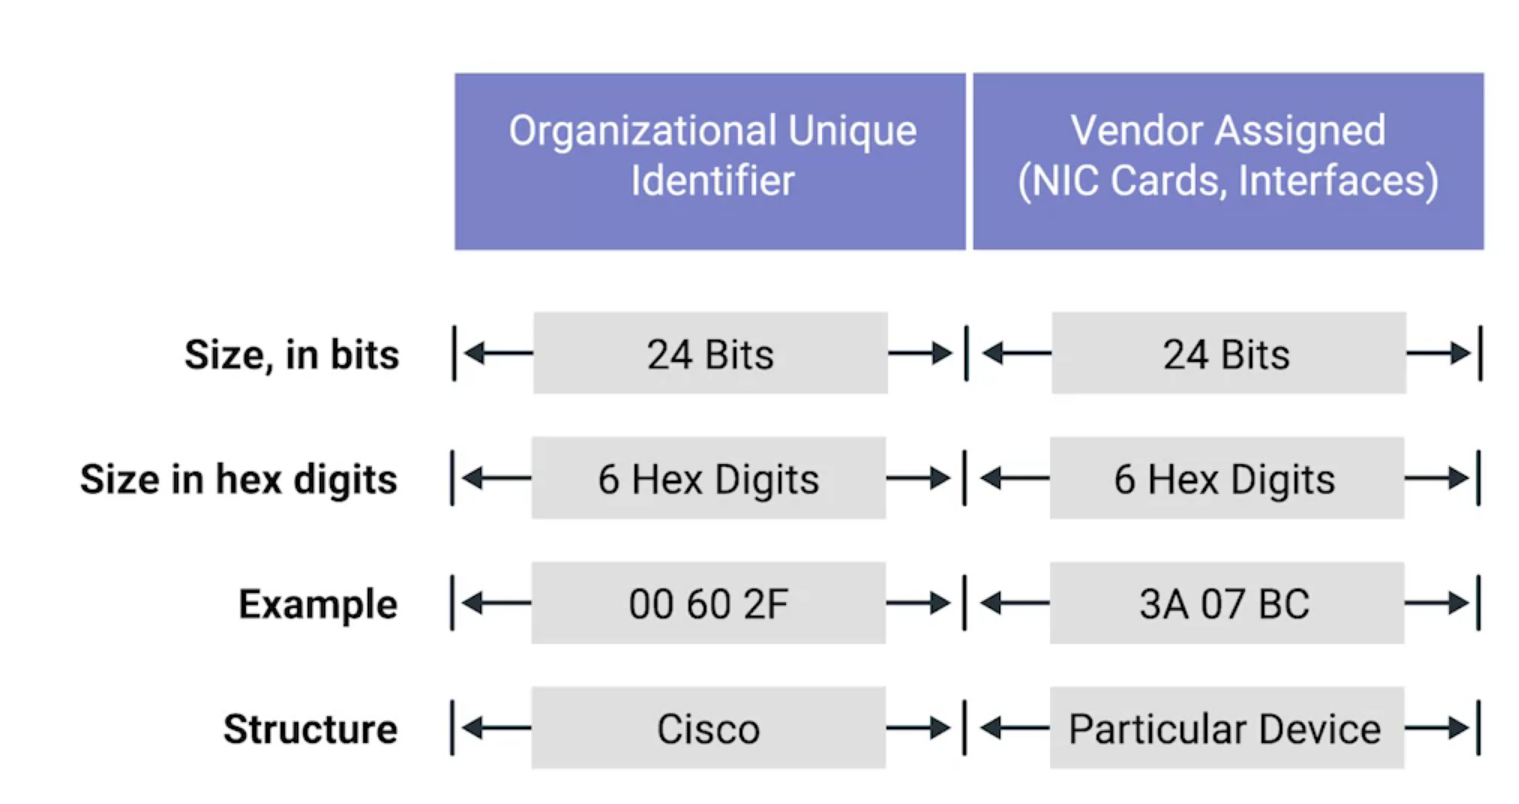 Organizational Unique
Identifier
Vendor Assigned
(NIC Cards, Interfaces)
Size, in bits
24 Bits
24 Bits
Size in hex digits
6 Hex Digits
6 Hex Digits
Example
00 60 2F
3A 07 BC
Structure
Cisco
Particular Device